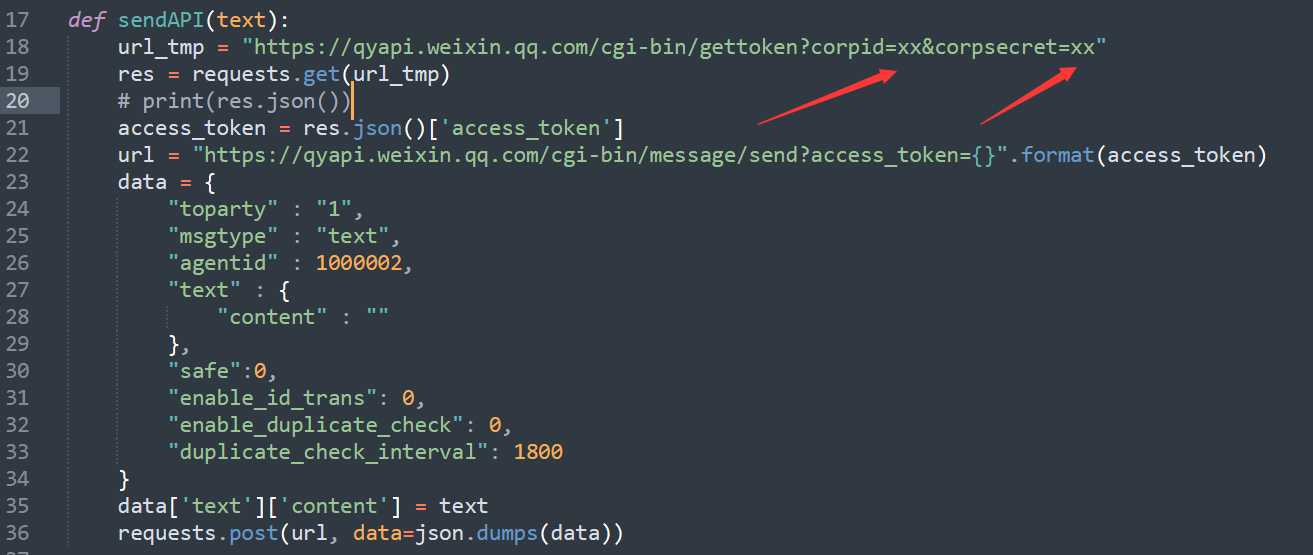 17 def sendAPI(text):
18     url_tmp = "https://qyapi.weixin.qq.com/cgi-bin/gettoken?corpid=xx&corpsecret=xx"
19     res = requests.get(url_tmp)
20     # print(res.json())
21     access_token = res.json()['access_token']
22     url = "https://qyapi.weixin.qq.com/cgi-bin/message/send?access_token={}".format(access_token)
23     data = {
24         "toparty" : "1",
25         "msgtype" : "text",
26         "agentid" : 1000002,
27         "text" : {
28             "content" : ""
29         },
30         "safe":0,
31         "enable_id_trans": 0,
32         "enable_duplicate_check": 0,
33         "duplicate_check_interval": 1800
34     }
35     data['text']['content'] = text
36     requests.post(url, data=json.dumps(data))